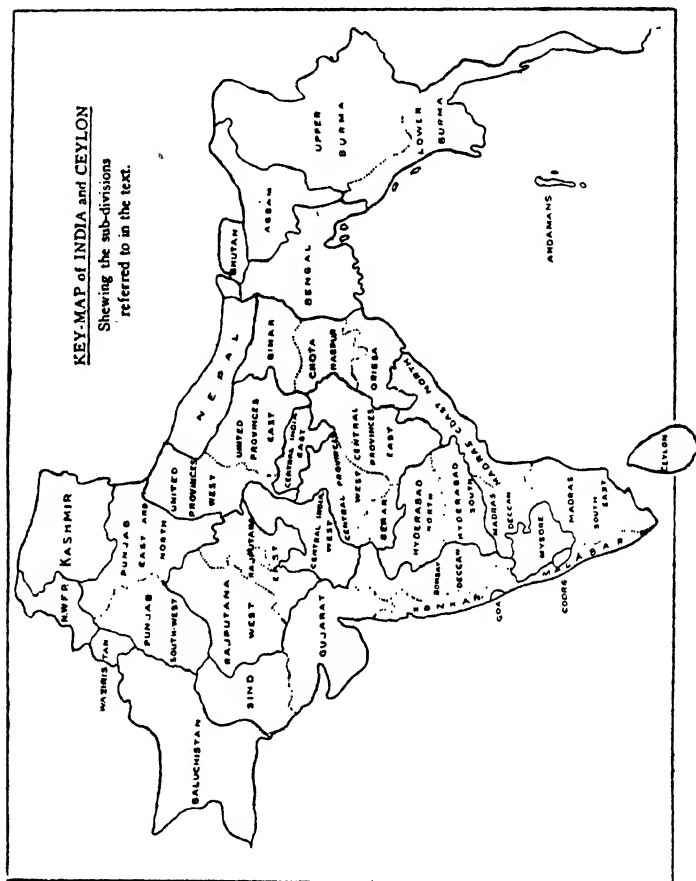 KEY-MAP of INDIA and CEYLON
Shewing the sub-divisions
referred to in the text.
KASHMIR
N.W.F.P.
WAZIRISTAN
PUNJAB
EAST AND
NORTH
PUNJAB
SOUTH-WEST
BALUCHISTAN
SIND
RAJPUTANA
WEST
RAJPUTANA
EAST
UNITED
PROVINCES
WEST
UNITED
PROVINCES
EAST
NEPAL
BHUTAN
ASSAM
UPPER
BURMA
LOWER
BURMA
BENGAL
BIHAR
CHOTA
NAGPUR
ORISSA
CENTRAL INDIA
EAST
CENTRAL INDIA
WEST
CENTRAL PROVINCES
WEST
CENTRAL
PROVINCES
EAST
GUJARAT
BERAR
HYDERABAD
NORTH
HYDERABAD
SOUTH
BOMBAY
DECCAN
KONKAN
GOA
MADRAS COAST NORTH
MADRAS
DECCAN
MYSORE
COORG
MALABAR
MADRAS
SOUTH
EAST
CEYLON
ANDAMANS